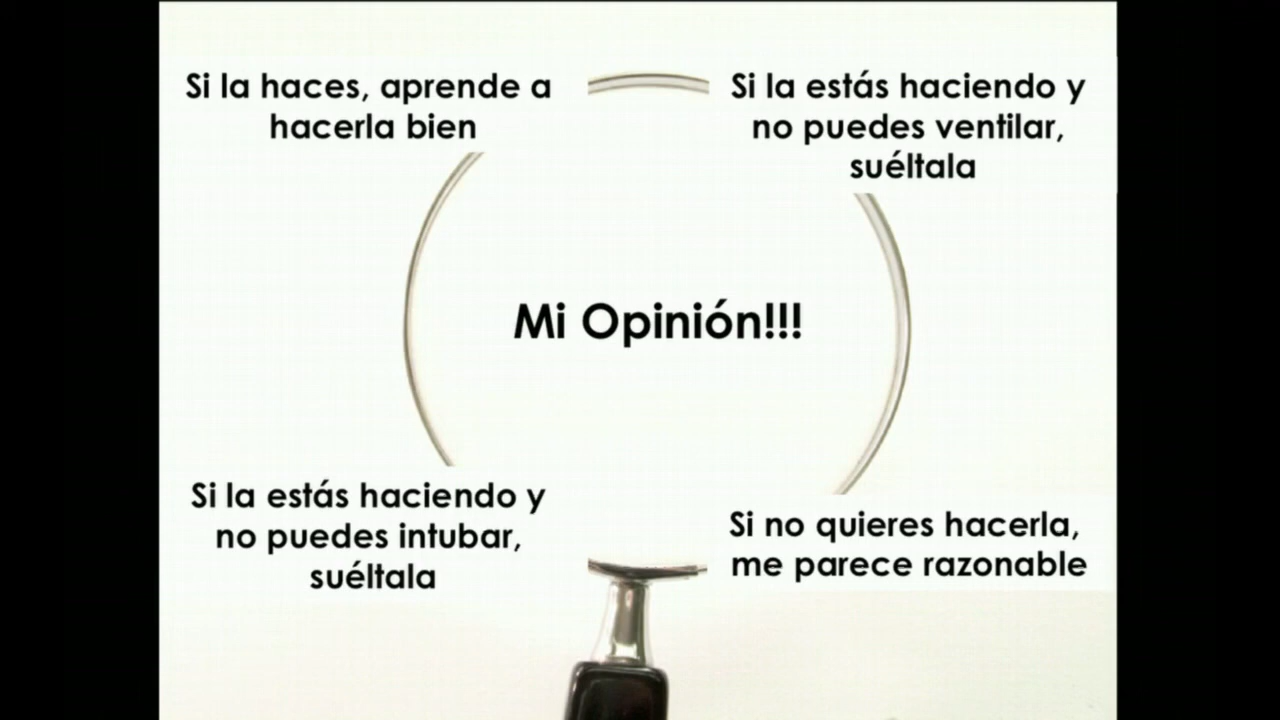 Si la haces, aprende a
hacerla bien
Si la estás haciendo y
no puedes ventilar,
suéltala
Mi Opinión!!!
Si la estás haciendo y
no puedes intubar,
suéltala
Si no quieres hacerla,
me parece razonable